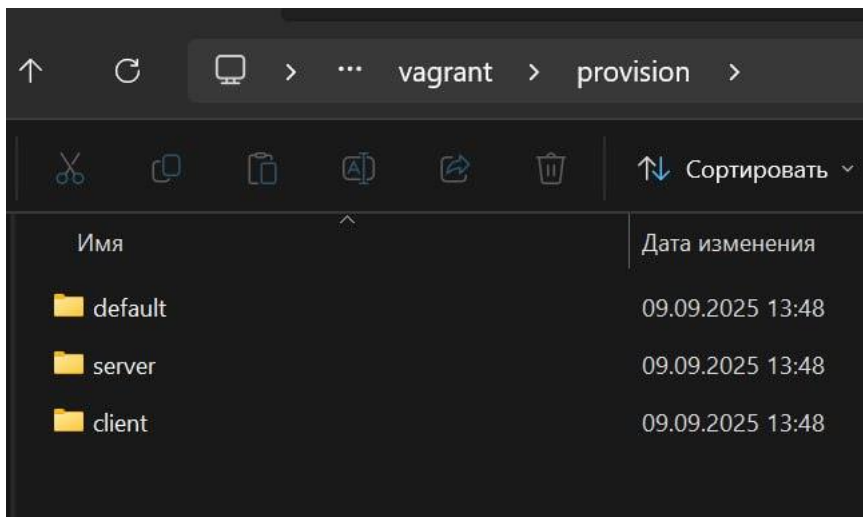 ··· vagrant > provision >
Сортировать
Имя Дата изменения
default 09.09.2025 13:48
server 09.09.2025 13:48
client 09.09.2025 13:48